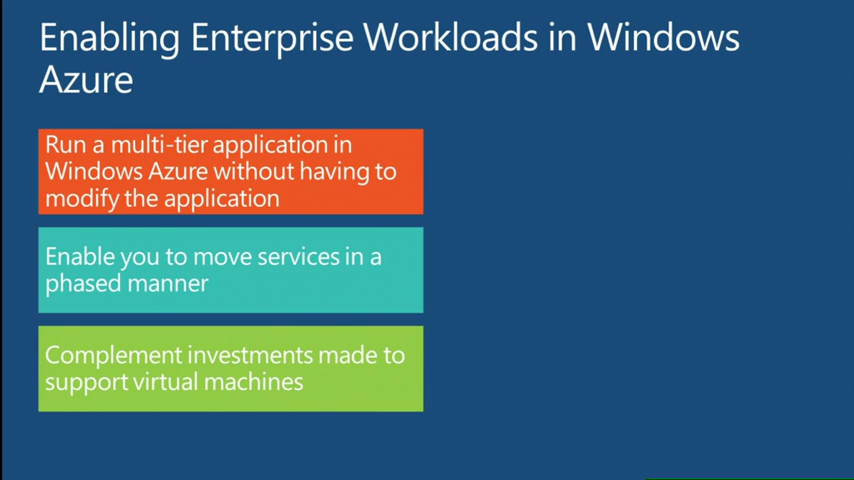 Enabling Enterprise Workloads in Windows
Azure
Run a multi-tier application in
Windows Azure without having to
modify the application
Enable you to move services in a
phased manner
Complement investments made to
support virtual machines